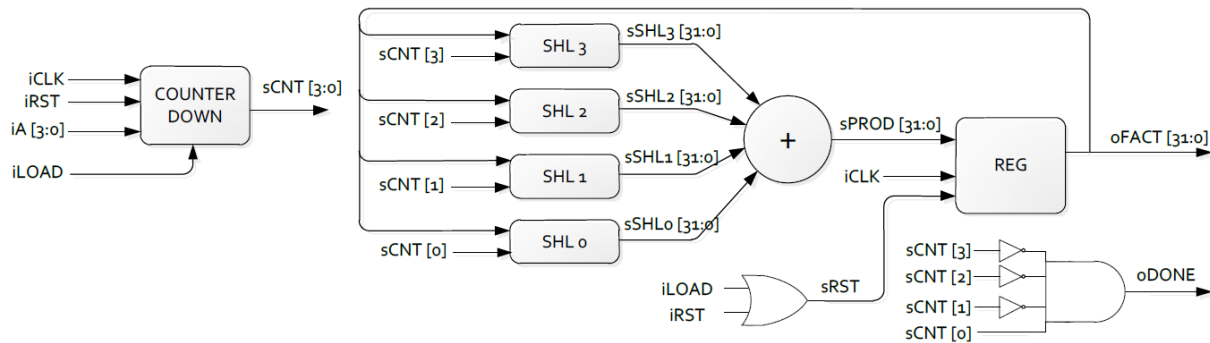 iCLK
iRST
iA [3:0]
iLOAD
COUNTER
DOWN
sCNT [3:0]
sCNT [3]
SHL 3
sSHL3 [31:0]
sCNT [2]
SHL 2
sSHL2 [31:0]
sCNT [1]
SHL 1
sSHL1 [31:0]
sCNT [0]
SHL 0
sSHL0 [31:0]
+
sPROD [31:0]
iCLK
REG
oFACT [31:0]
iLOAD
iRST
sRST
sCNT [3]
sCNT [2]
sCNT [1]
sCNT [0]
oDONE